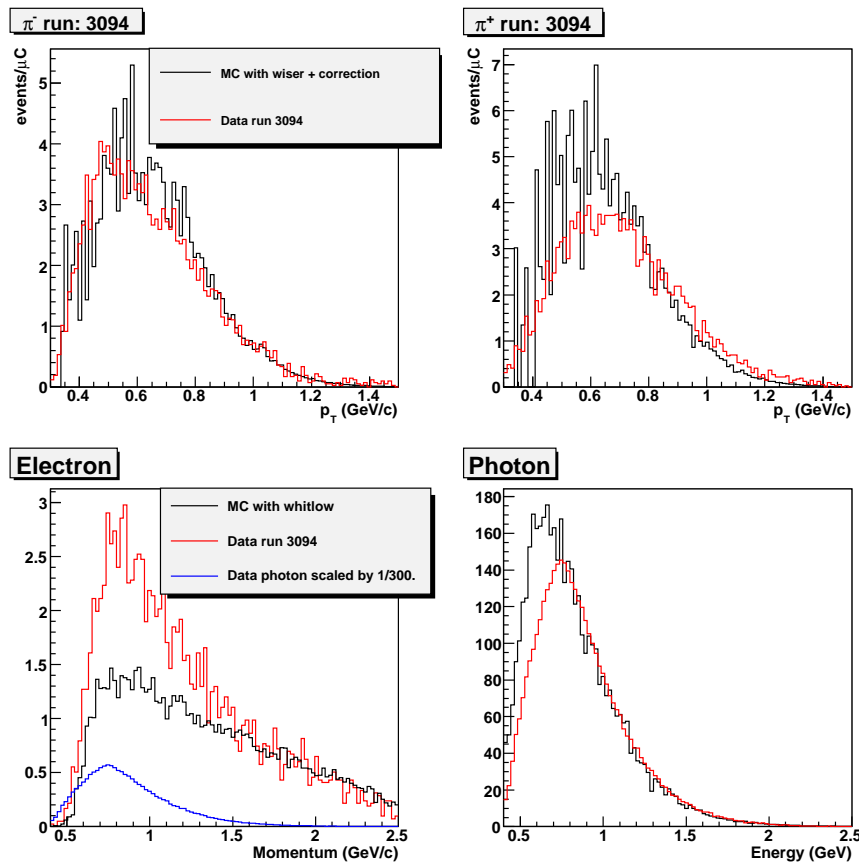 π⁻ run: 3094
events/μC
MC with wiser + correction
Data run 3094
5
4
3
2
1
0
0.4 0.6 0.8 1 1.2 1.4
p_T (GeV/c)
π⁺ run: 3094
events/μC
7
6
5
4
3
2
1
0
0.4 0.6 0.8 1 1.2 1.4
p_T (GeV/c)
Electron
MC with whitlow
Data run 3094
Data photon scaled by 1/300.
3
2.5
2
1.5
1
0.5
0
0.5 1 1.5 2 2.5
Momentum (GeV/c)
Photon
180
160
140
120
100
80
60
40
20
0
0.5 1 1.5 2 2.5
Energy (GeV)